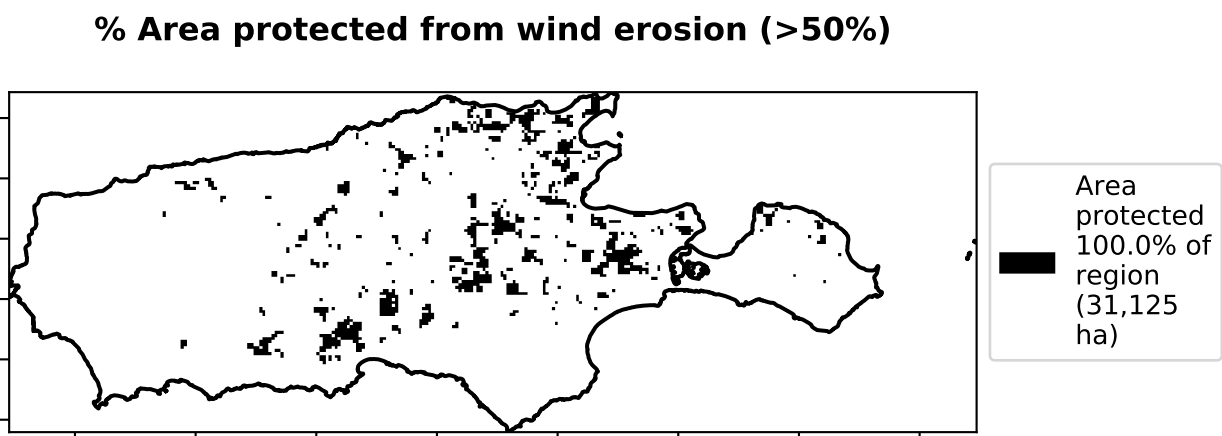 % Area protected from wind erosion (>50%)
Area
protected
100.0% of
region
(31,125
ha)